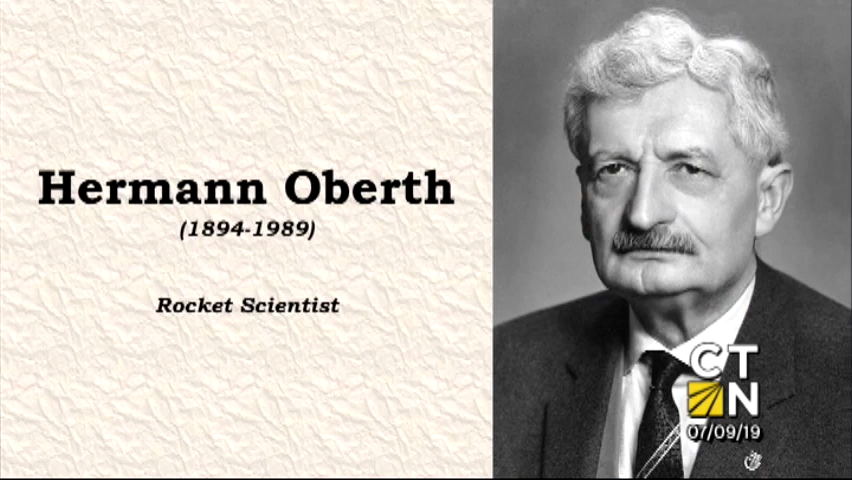 Hermann Oberth
(1894-1989)
Rocket Scientist
CT
N
07/09/19